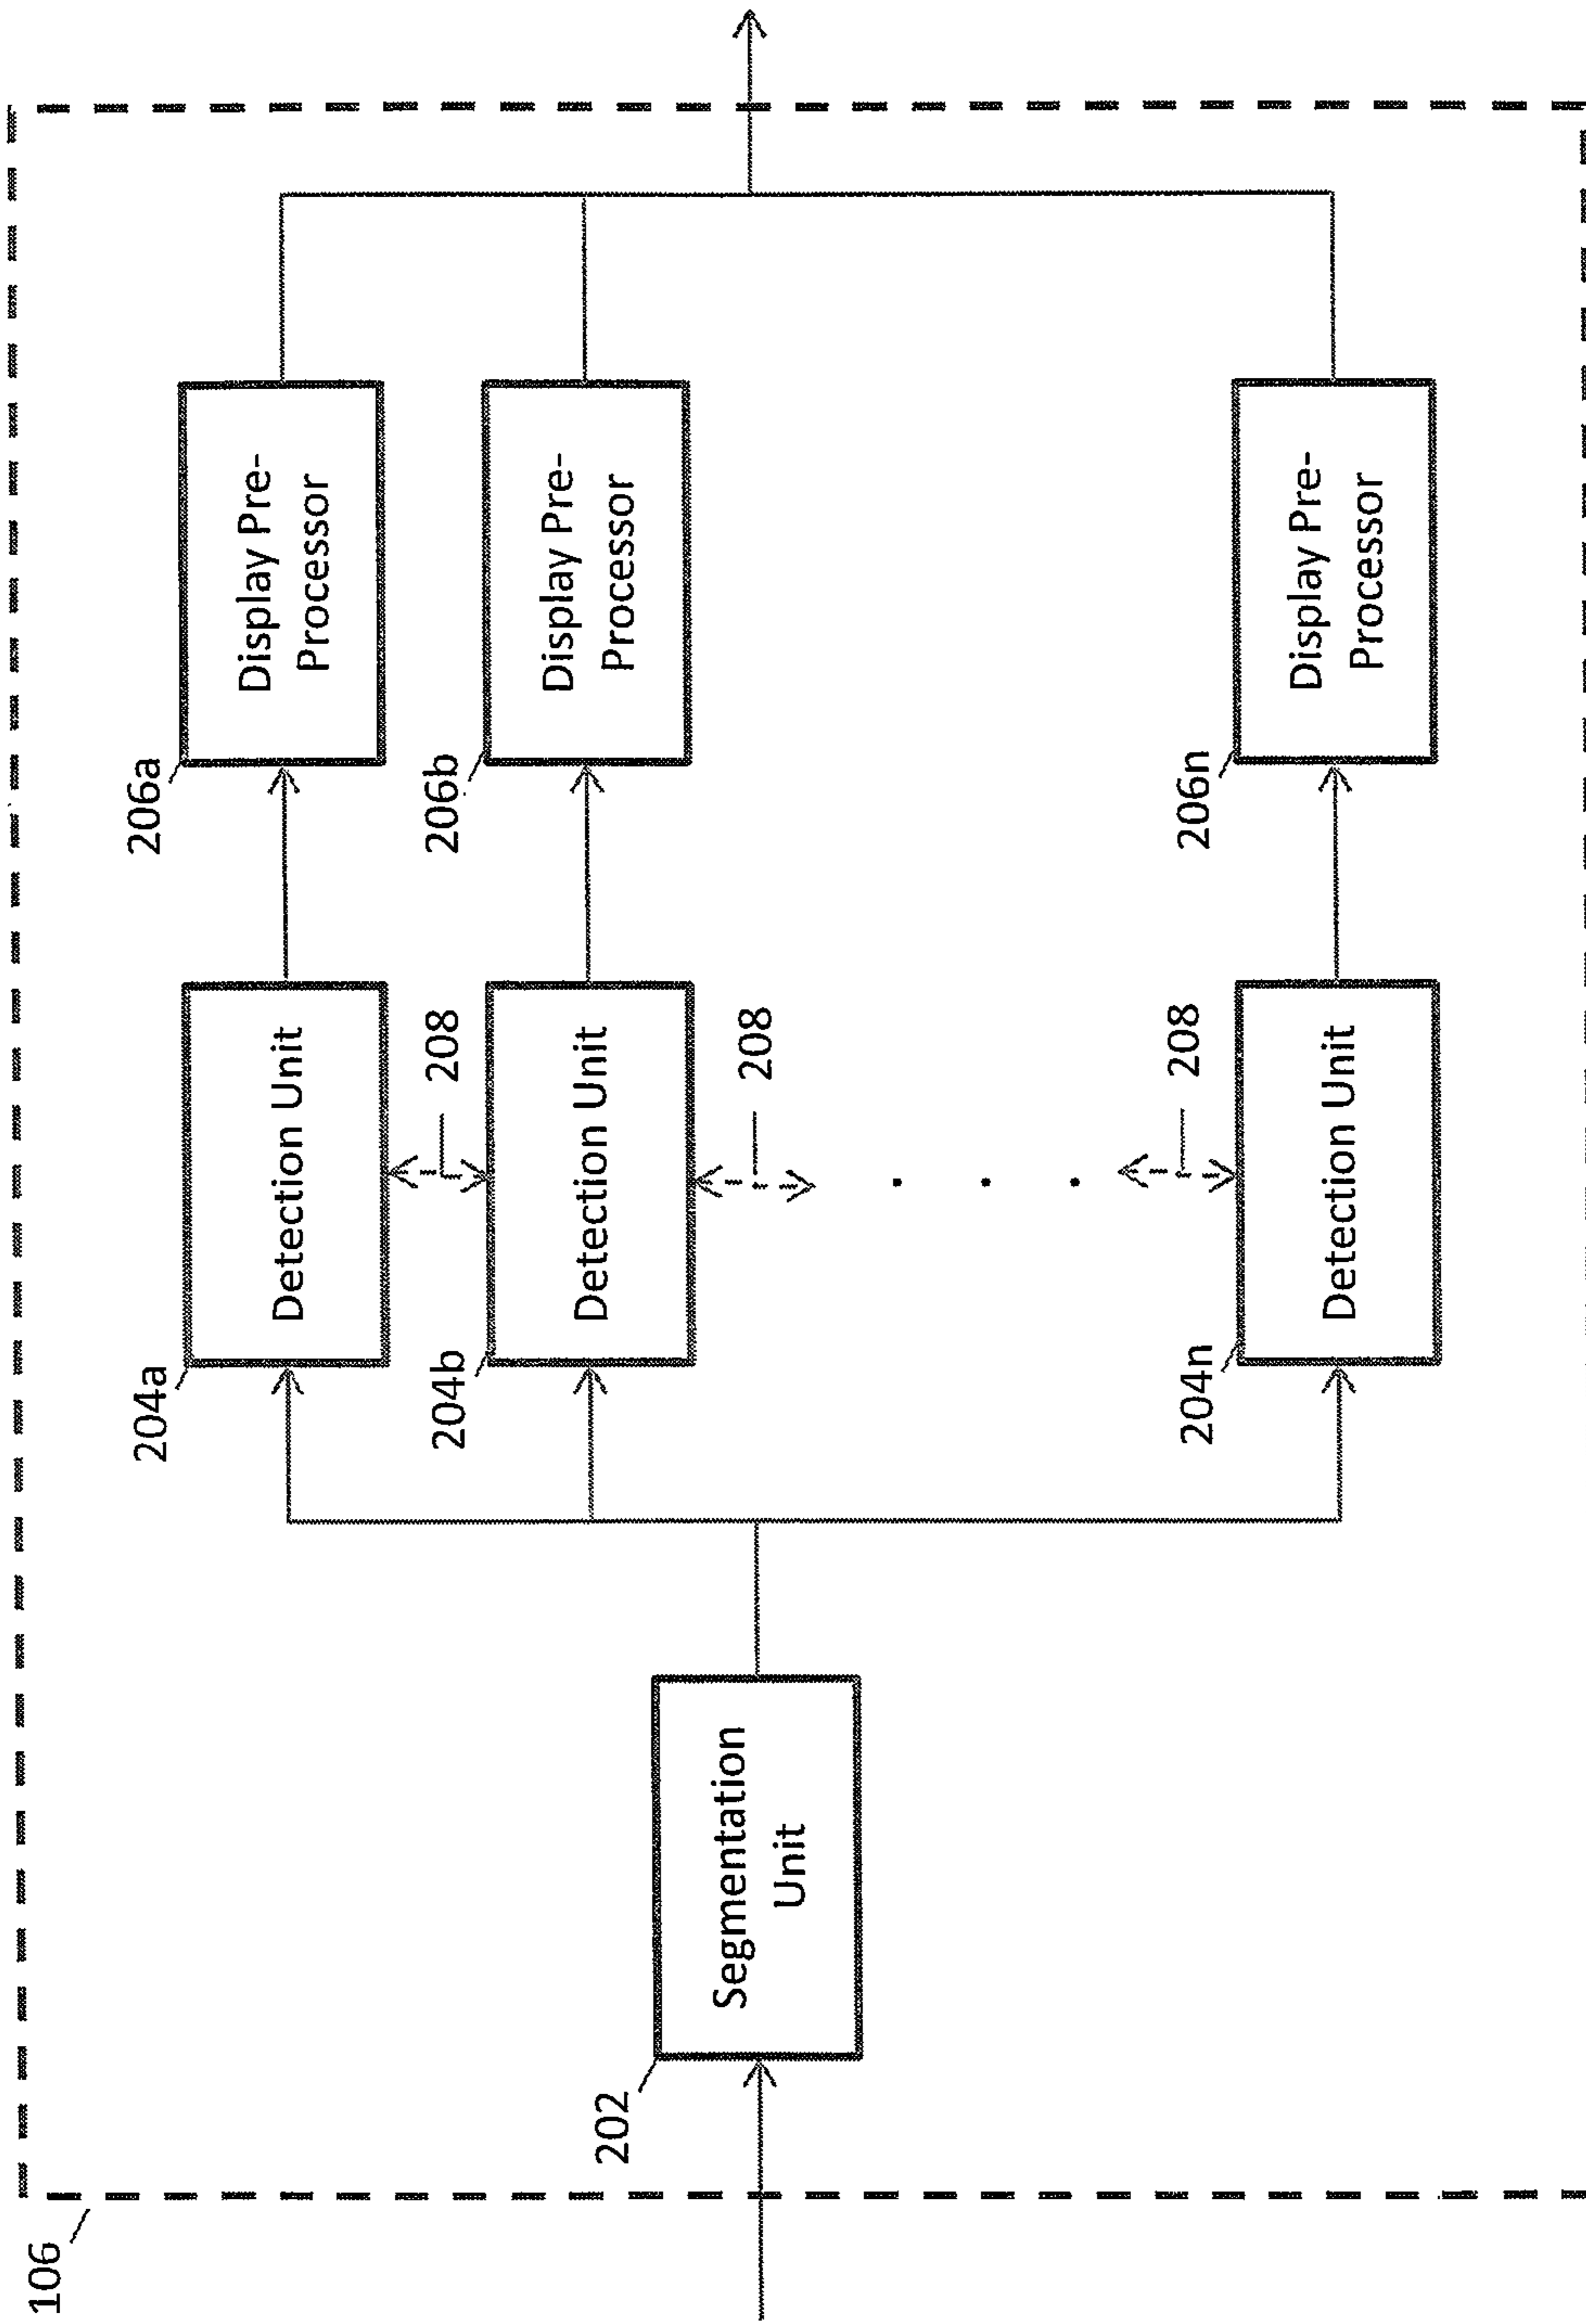 106
202
Segmentation
Unit
204a
Detection Unit
208
204b
Detection Unit
208
208
204n
Detection Unit
206a
Display Pre-
Processor
206b
Display Pre-
Processor
206n
Display Pre-
Processor